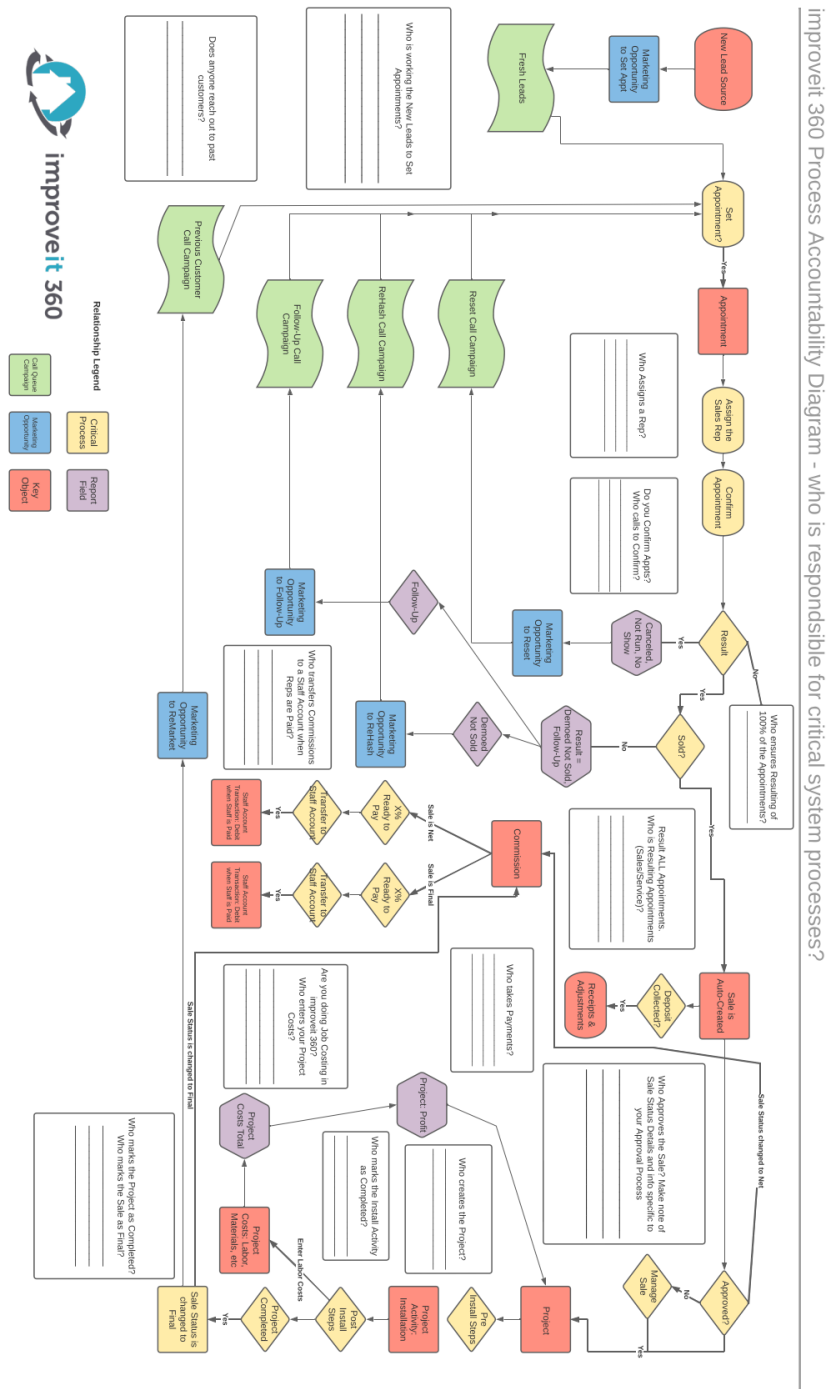 improveit 360 Process Accountability Diagram - who is respondsible for critical system processes?
New Lead Source
Marketing
Opportunity
to Set Appt
Fresh Leads
Who is working the New Leads to Set
Appointments?
Does anyone reach out to past
customers?
improveit 360
Set
Appointment?
Yes
Appointment
Assign the
Sales Rep
Confirm
Appointment
Result
No
Who ensures Resulting of
100% of the Appointments?
Yes
Yes
Canceled,
Not Run, No
Show
Marketing
Opportunity
to Reset
Reset Call Campaign
ReHash Call Campaign
Follow-Up Call
Campaign
Previous Customer
Call Campaign
Who Assigns a Rep?
Do you Confirm Appts?
Who calls to Confirm?
Relationship Legend
Critical
Process
Report
Field
Call Queue
Campaign
Marketing
Opportunity
Key
Object
Sold?
No
Yes
Result =
Demoed Not Sold,
Follow-Up
Demoed
Not Sold
Follow-Up
Marketing
Opportunity
to ReHash
Marketing
Opportunity
to Follow-Up
Marketing
Opportunity
to ReMarket
Who transfers Commissions
to a Staff Account when
Reps are Paid?
Result ALL Appointments.
Who is Resulting Appointments
(Sales/Service)?
Commission
Sale is Net
Sale is Final
X%
Ready to
Pay
X%
Ready to
Pay
Transfer to
Staff Account
Transfer to
Staff Account
Yes
Yes
Staff Account
Transaction: Debit
when Staff is Paid
Staff Account
Transaction: Debit
when Staff is Paid
Sale is
Auto-Created
Deposit
Collected?
Yes
Receipts &
Adjustments
Who takes Payments?
Are you doing Job Costing in
improveit 360?
Who enters your Project
Costs?
Sale Status is changed to Final
Sale Status changed to Net
Who Approves the Sale? Make note of
Sale Status Details and info specific to
your Approval Process
Project: Profit
Project
Costs Total
Who creates the Project?
Who marks the Install Activity
as Completed?
Who marks the Project as Completed?
Who marks the Sale as Final?
Approved?
No
Manage
Sale
Yes
Project
Pre
Install Steps
Project
Activity:
Installation
Post
Install
Steps
Enter Labor Costs
Project
Costs: Labor,
Materials, etc
Project
Completed
Yes
Sale Status is
changed to
Final